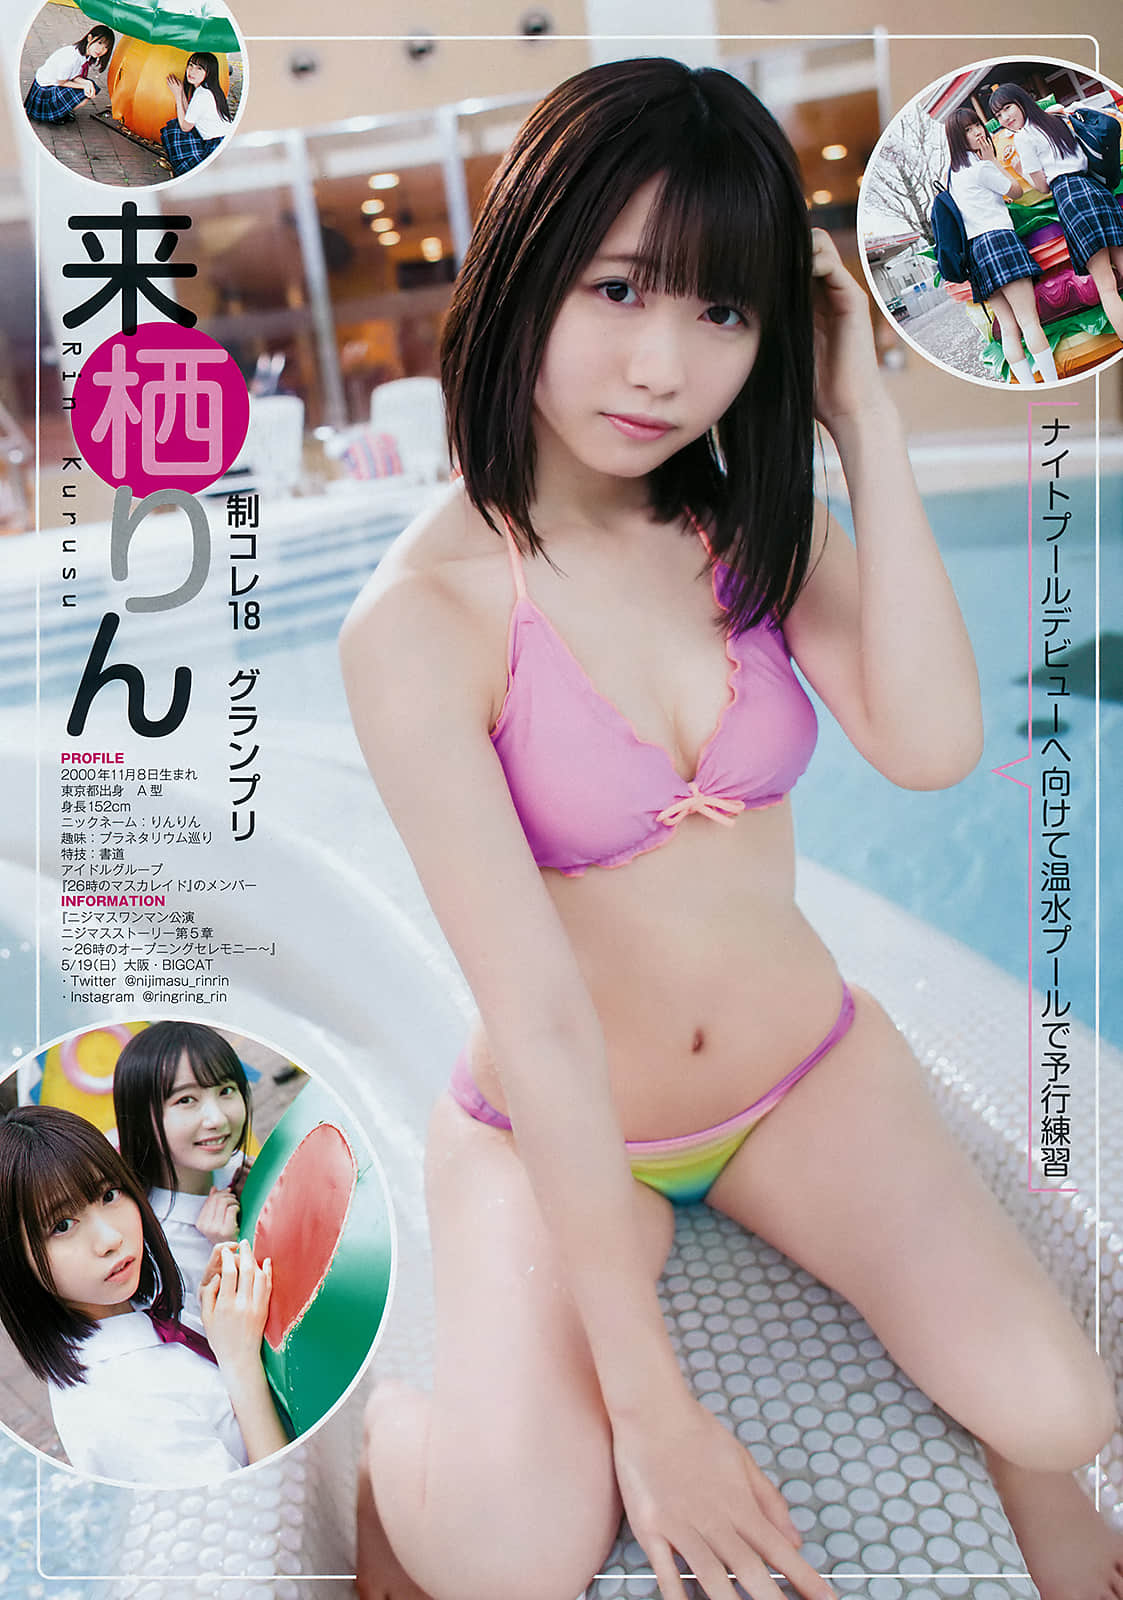 来栖りん
Rin Kurusu
制コレ18 グランプリ
PROFILE
2000年11月8日生まれ
東京都出身 A型
身長152cm
ニックネーム：りんりん
趣味：プラネタリウム巡り
特技：書道
アイドルグループ
『26時のマスカレイド』のメンバー
INFORMATION
『ニジマスワンマン公演
ニジマスストーリー第5章
〜26時のオープニングセレモニー〜』
5/19(日) 大阪・BIGCAT
・Twitter @nijimasu_rinrin
・Instagram @ringring_rin
ナイトプールデビューへ向けて温水プールで予行練習